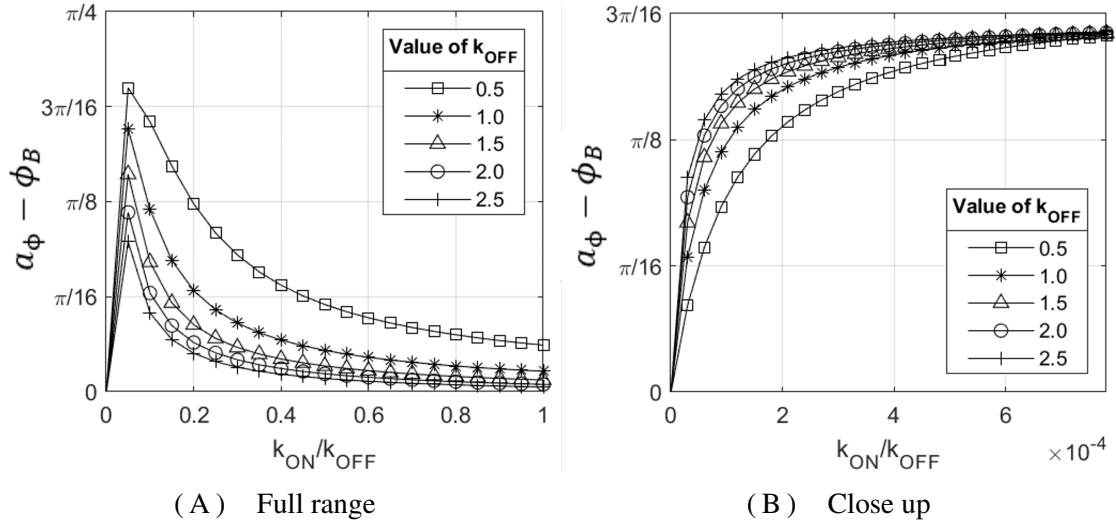 π/4
3π/16
π/8
π/16
0
a_ϕ − ϕ_B
Value of k_OFF
0.5
1.0
1.5
2.0
2.5
0 0.2 0.4 0.6 0.8 1
k_ON/k_OFF
(A) Full range
3π/16
π/8
π/16
0
a_ϕ − ϕ_B
Value of k_OFF
0.5
1.0
1.5
2.0
2.5
0 2 4 6
k_ON/k_OFF
×10^-4
(B) Close up